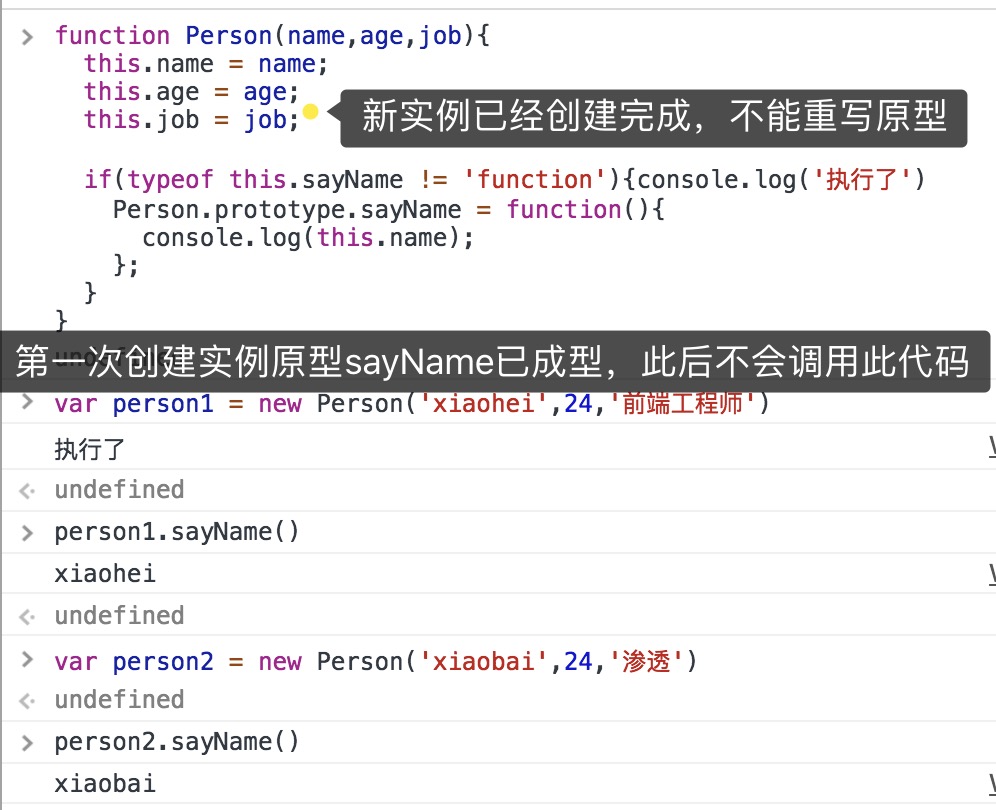 function Person(name,age,job){
this.name = name;
this.age = age;
this.job = job;
新实例已经创建完成，不能重写原型
if(typeof this.sayName != 'function'){console.log('执行了')
Person.prototype.sayName = function(){
console.log(this.name);
};
}
}
第一次创建实例原型sayName已成型，此后不会调用此代码
var person1 = new Person('xiaohei',24,'前端工程师')
执行了
undefined
person1.sayName()
xiaohei
undefined
var person2 = new Person('xiaobai',24,'渗透')
undefined
person2.sayName()
xiaobai